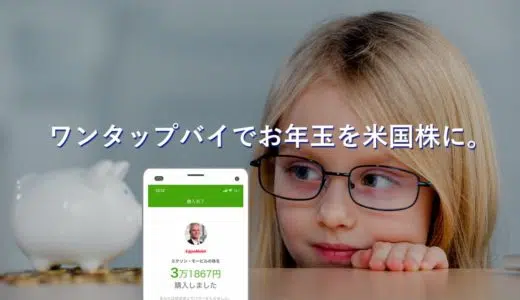 ワンタップバイでお年玉を米国株に。
購入完了
ExxonMobil
エクソン・モービルの株を
3万1867円
購入しました